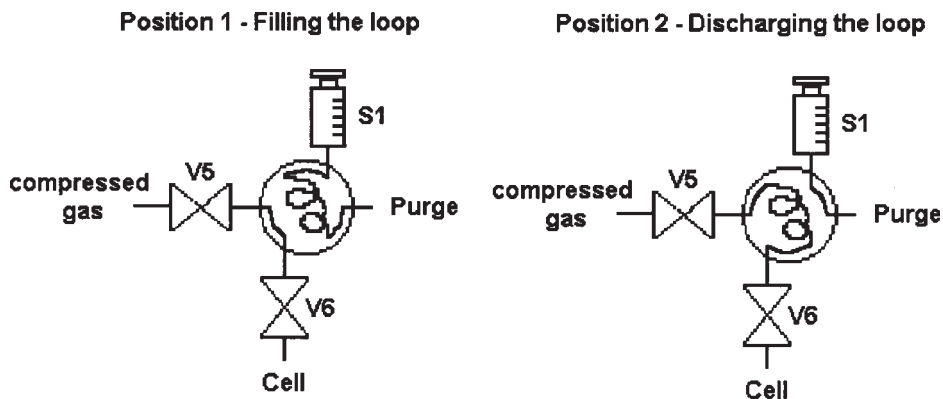 Position 1 - Filling the loop
S1
V5
compressed
gas
Purge
V6
Cell
Position 2 - Discharging the loop
S1
V5
compressed
gas
Purge
V6
Cell